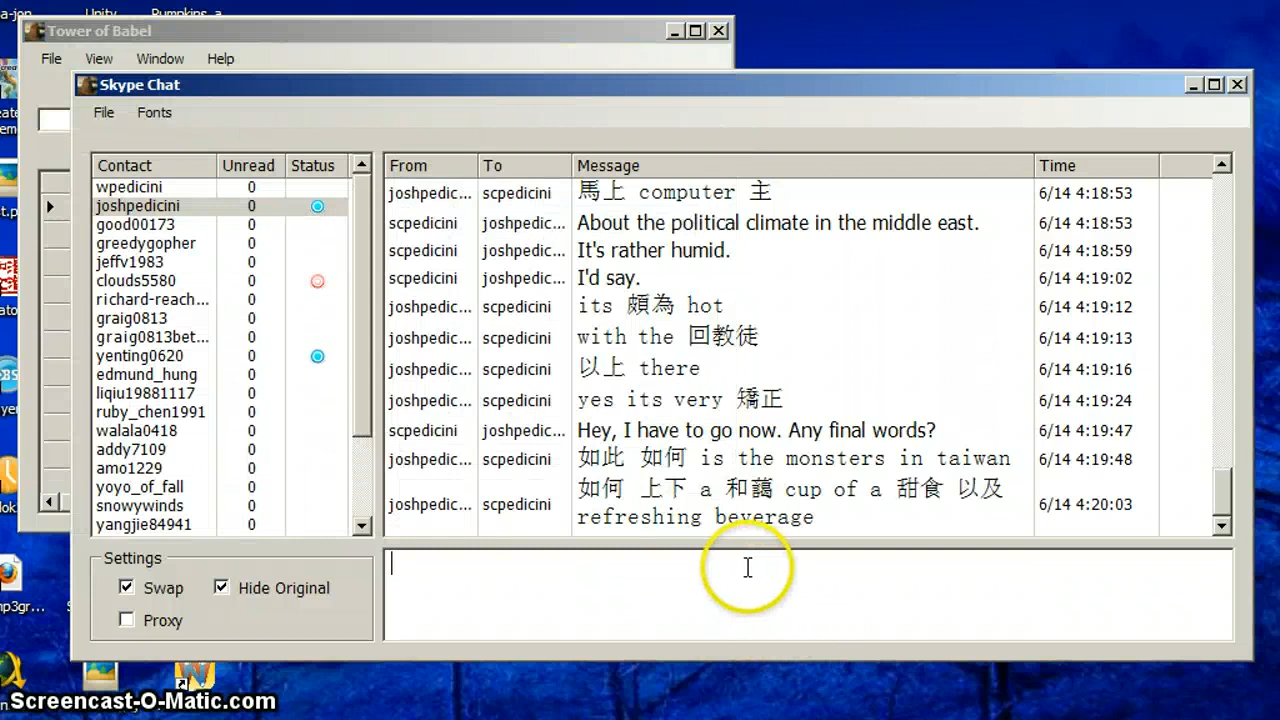 a-jon Unity Pumpkins_a
Tower of Babel
File View Window Help
Skype Chat
File Fonts
Contact Unread Status
wpedicini 0
joshpedicini 0
good00173 0
greedygopher 0
jeffv1983 0
clouds5580 0
richard-reach... 0
graig0813 0
graig0813bet... 0
yenting0620 0
edmund_hung 0
liqiu19881117 0
ruby_chen1991 0
walala0418 0
addy7109 0
amo1229 0
yoyo_of_fall 0
snowywinds 0
yangjie84941 0
From To Message Time
joshpedic... scpedicini 馬上 computer 主 6/14 4:18:53
scpedicini joshpedic... About the political climate in the middle east. 6/14 4:18:53
scpedicini joshpedic... It's rather humid. 6/14 4:18:59
scpedicini joshpedic... I'd say. 6/14 4:19:02
joshpedic... scpedicini its 頗為 hot 6/14 4:19:12
joshpedic... scpedicini with the 回教徒 6/14 4:19:13
joshpedic... scpedicini 以上 there 6/14 4:19:16
joshpedic... scpedicini yes its very 矯正 6/14 4:19:24
scpedicini joshpedic... Hey, I have to go now. Any final words? 6/14 4:19:47
joshpedic... scpedicini 如此 如何 is the monsters in taiwan 6/14 4:19:48
joshpedic... scpedicini 如何 上下 a 和藹 cup of a 甜食 以及
refreshing beverage 6/14 4:20:03
Settings
Swap Hide Original
Proxy
mp3gr...
Screencast-O-Matic.com